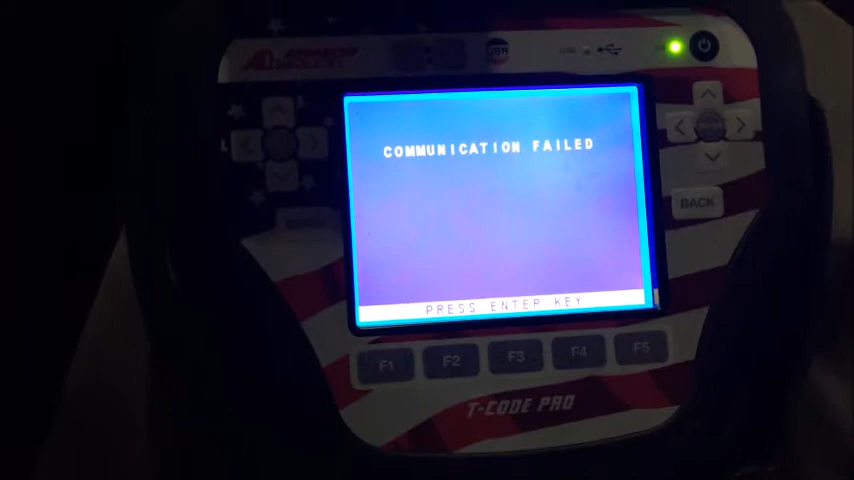 COMMUNICATION FAILED
BACK
PRESS ENTER KEY
F1 F2 F3 F4 F5
T-CODE PRO